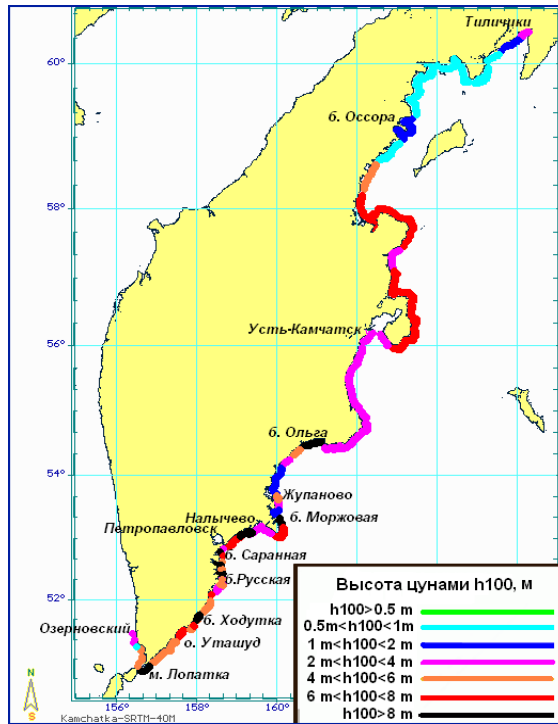 Тиличики
60°
б. Оссора
58°
Усть-Камчатск
56°
б. Ольга
54°
Жупаново
Налычево
б. Моржовая
Петропавловск
б. Саранная
52°
б.Русская
Озерновский
б. Ходутка
о. Уташуд
м. Лопатка
156° 158° 160° 162
N
S
Kamchatka-SRTM-40M
Высота цунами h100, м
h100>0.5 m
0.5m<h100<1m
1 m<h100<2 m
2 m<h100<4 m
4 m<h100<6 m
6 m<h100<8 m
h100>8 m